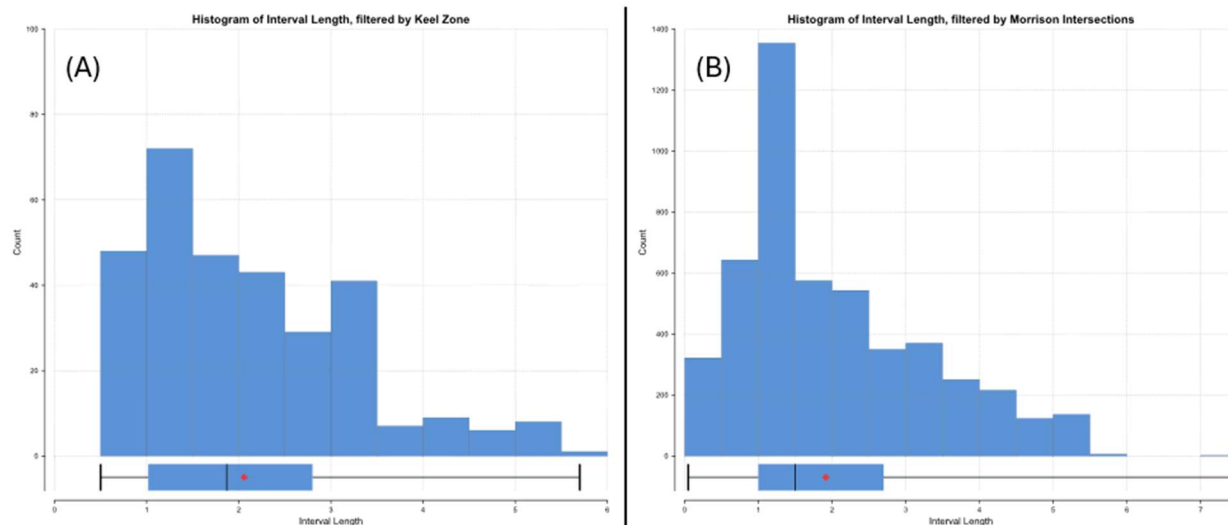 Histogram of Interval Length, filtered by Keel Zone
(A)
100
80
60
40
20
0
Count
0 1 2 3 4 5 6
Interval Length
Histogram of Interval Length, filtered by Morrison Intersections
(B)
1400
1200
1000
800
600
400
200
0
Count
0 1 2 3 4 5 6 7
Interval Length